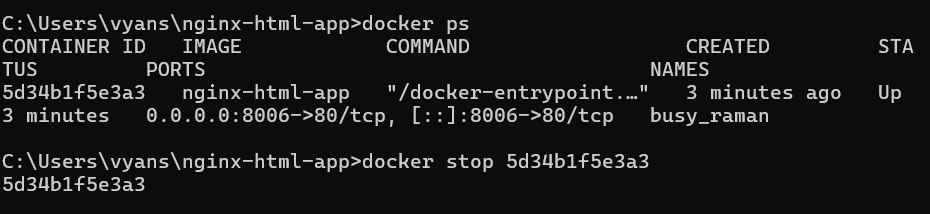 C:\Users\vyans\nginx-html-app>docker ps
CONTAINER ID   IMAGE            COMMAND                  CREATED         STA
TUS         PORTS                                     NAMES
5d34b1f5e3a3   nginx-html-app   "/docker-entrypoint.…"   3 minutes ago   Up
3 minutes   0.0.0.0:8006->80/tcp, [::]:8006->80/tcp   busy_raman
C:\Users\vyans\nginx-html-app>docker stop 5d34b1f5e3a3
5d34b1f5e3a3